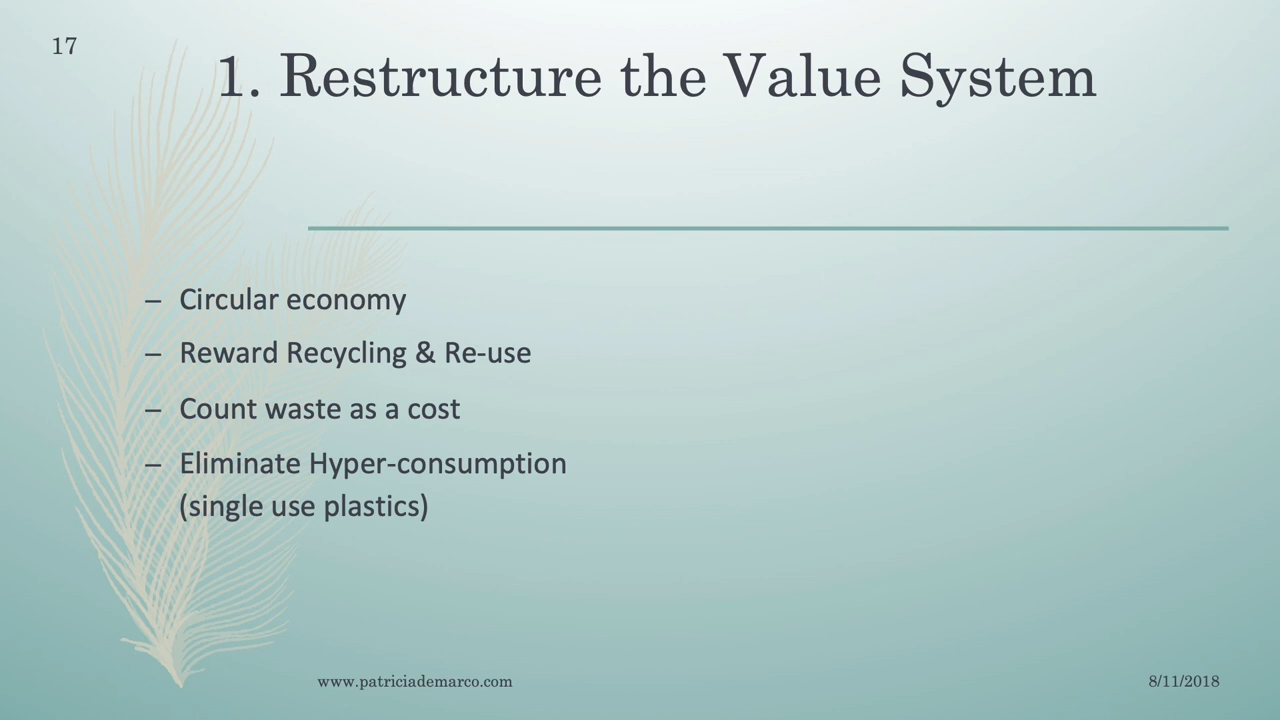 17
1. Restructure the Value System
– Circular economy
– Reward Recycling & Re-use
– Count waste as a cost
– Eliminate Hyper-consumption
(single use plastics)
www.patriciademarco.com
8/11/2018